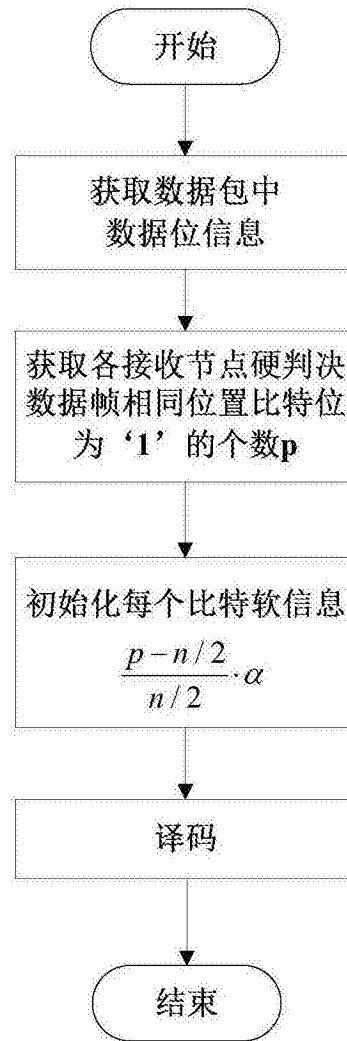 开始
获取数据包中
数据位信息
获取各接收节点硬判决
数据帧相同位置比特位
为‘1’的个数p
初始化每个比特软信息
\frac{p-n/2}{n/2}·α
译码
结束